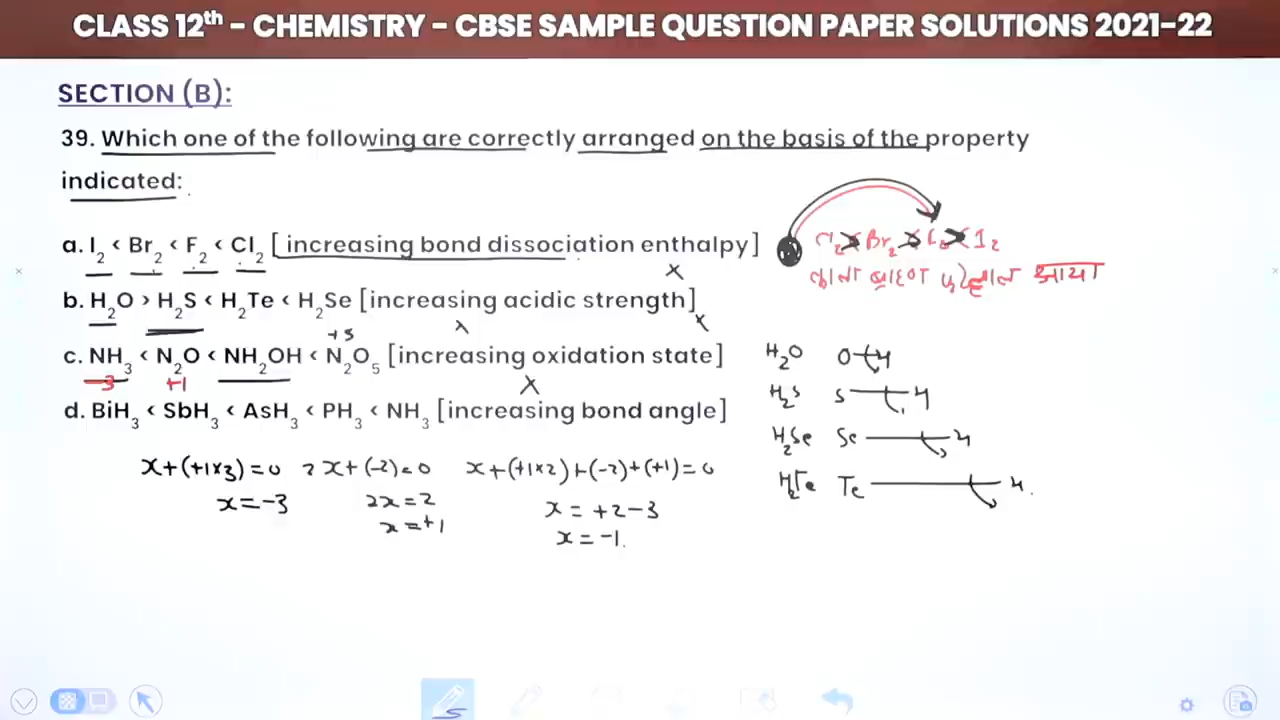 CLASS 12th - CHEMISTRY - CBSE SAMPLE QUESTION PAPER SOLUTIONS 2021-22
SECTION (B):
39. Which one of the following are correctly arranged on the basis of the property
indicated:
a. I₂ < Br₂ < F₂ < Cl₂ [increasing bond dissociation enthalpy]
Br₂ I₂
b. H₂O > H₂S < H₂Te < H₂Se [increasing acidic strength]
+5
c. NH₃ < N₂O < NH₂OH < N₂O₅ [increasing oxidation state]
-3 +1
d. BiH₃ < SbH₃ < AsH₃ < PH₃ < NH₃ [increasing bond angle]
H₂O O H
H₂S S H
H₂Se Se H
H₂Te Te H
x+(+1×3)=0 2x+(-2)=0 x+(+1×2)+(-2)+(+1)=0
x=-3 2x=2 x=+2-3
x=+1 x=-1